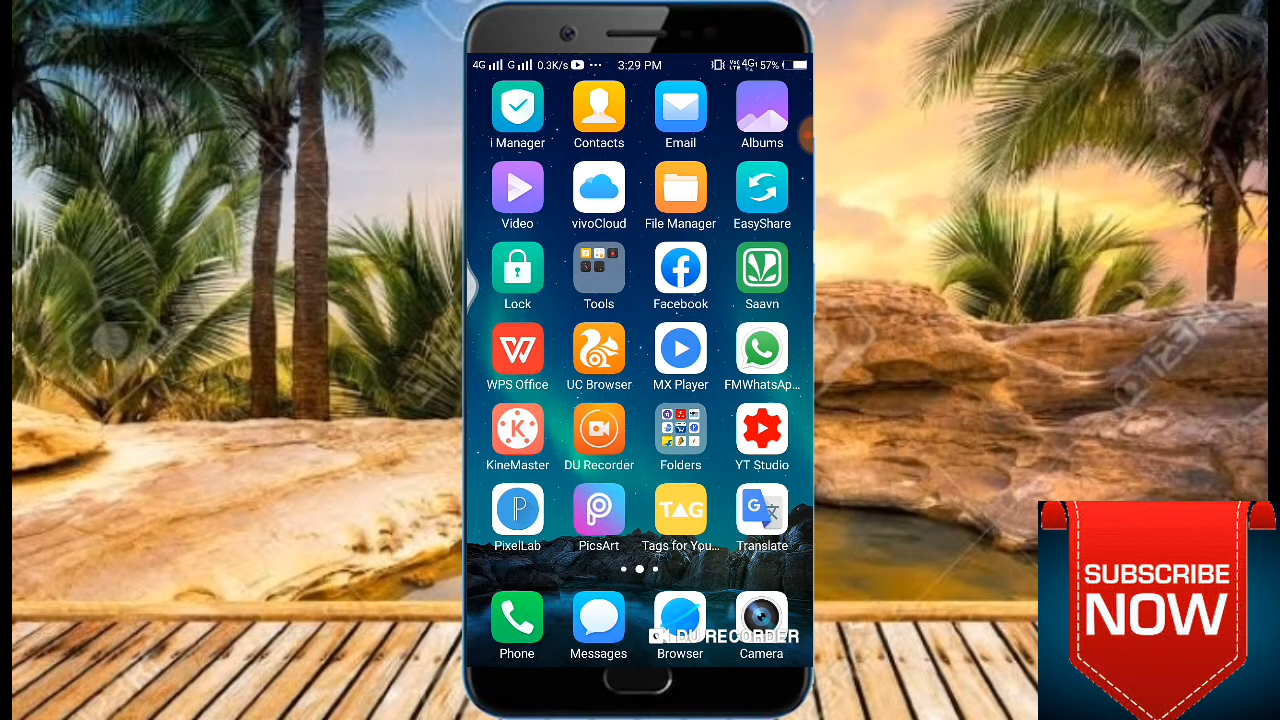 4G G 0.3K/s ... 3:29 PM 4G 57%
i Manager Contacts Email Albums
Video vivoCloud File Manager EasyShare
Lock Tools Facebook Saavn
WPS Office UC Browser MX Player FMWhatsAp...
KineMaster DU Recorder Folders YT Studio
TAG
PixelLab PicsArt Tags for You... Translate
SUBSCRIBE
NOW
DU RECORDER
Phone Messages Browser Camera